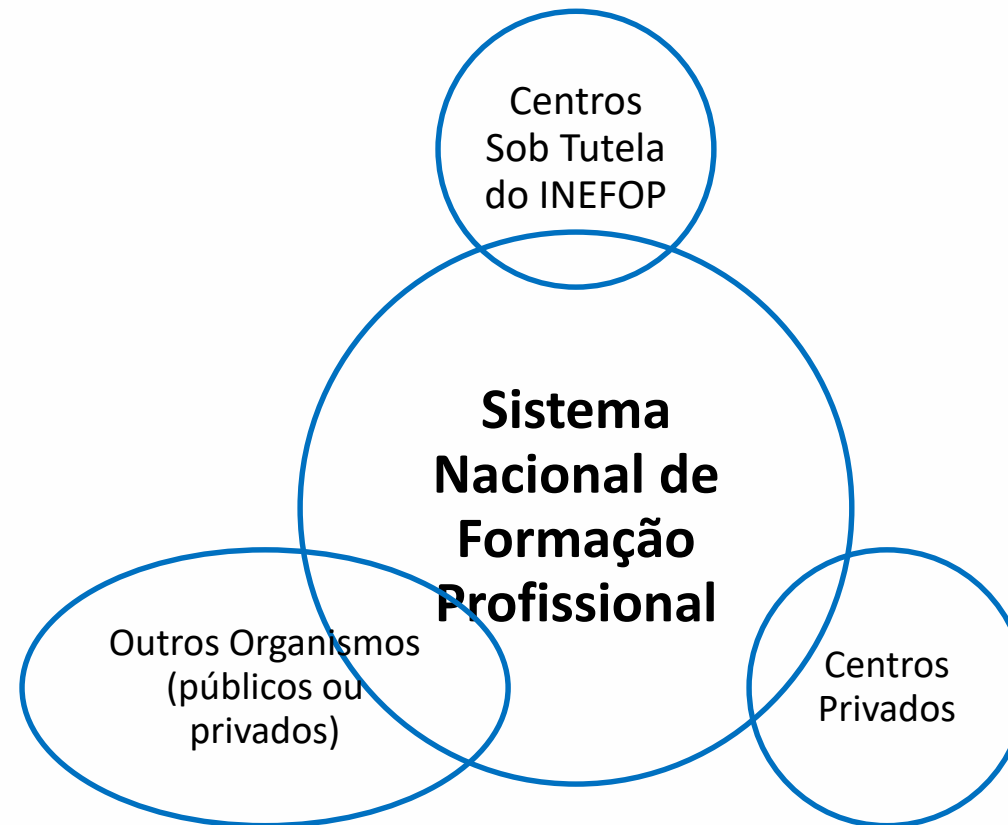 Centros
Sob Tutela
do INEFOP
Sistema
Nacional de
Formação
Profissional
Outros Organismos
(públicos ou
privados)
Centros
Privados